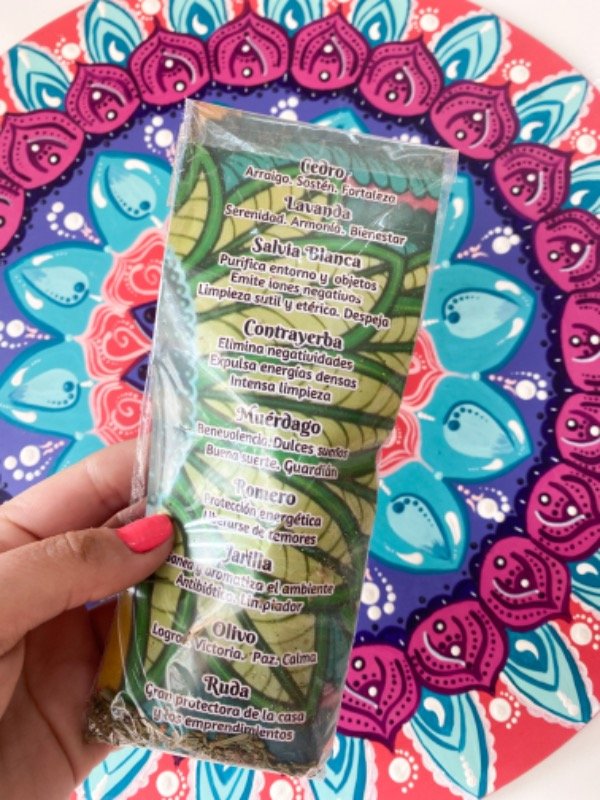 Cedro
Arraigo. Sostén. Fortaleza
Lavanda
Serenidad. Armonía. Bienestar
Salvia Blanca
Purifica entorno y objetos
Emite iones negativos
Limpieza sutil y etérica. Despeja
Contrayerba
Elimina negatividades
Expulsa energías densas
Intensa limpieza
Muérdago
Benevolencia. Dulces sueños
Buena suerte. Guardián
Romero
Protección energética
Liberarse de temores
Jarilla
Sanea y aromatiza el ambiente
Antibiótico. Limpiador
Olivo
Logros. Victoria. Paz. Calma
Ruda
Gran protectora de la casa
y los emprendimientos